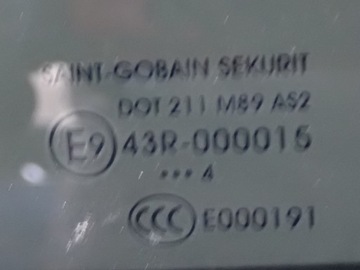 SAINT-GOBAIN SEKURIT
DOT 211 M89 AS2
E9 43R-000015
••• 4
CCC E000191